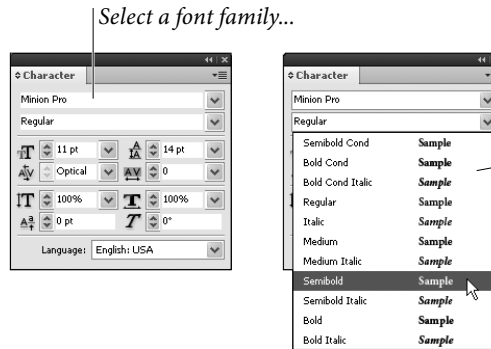 Select a font family...
Character
Minion Pro
Regular
11 pt
14 pt
Optical
0
100%
100%
0 pt
0°
Language: English: USA
Character
Minion Pro
Regular
Semibold Cond Sample
Bold Cond Sample
Bold Cond Italic Sample
Regular Sample
Italic Sample
Medium Sample
Medium Italic Sample
Semibold Sample
Semibold Italic Sample
Bold Sample
Bold Italic Sample